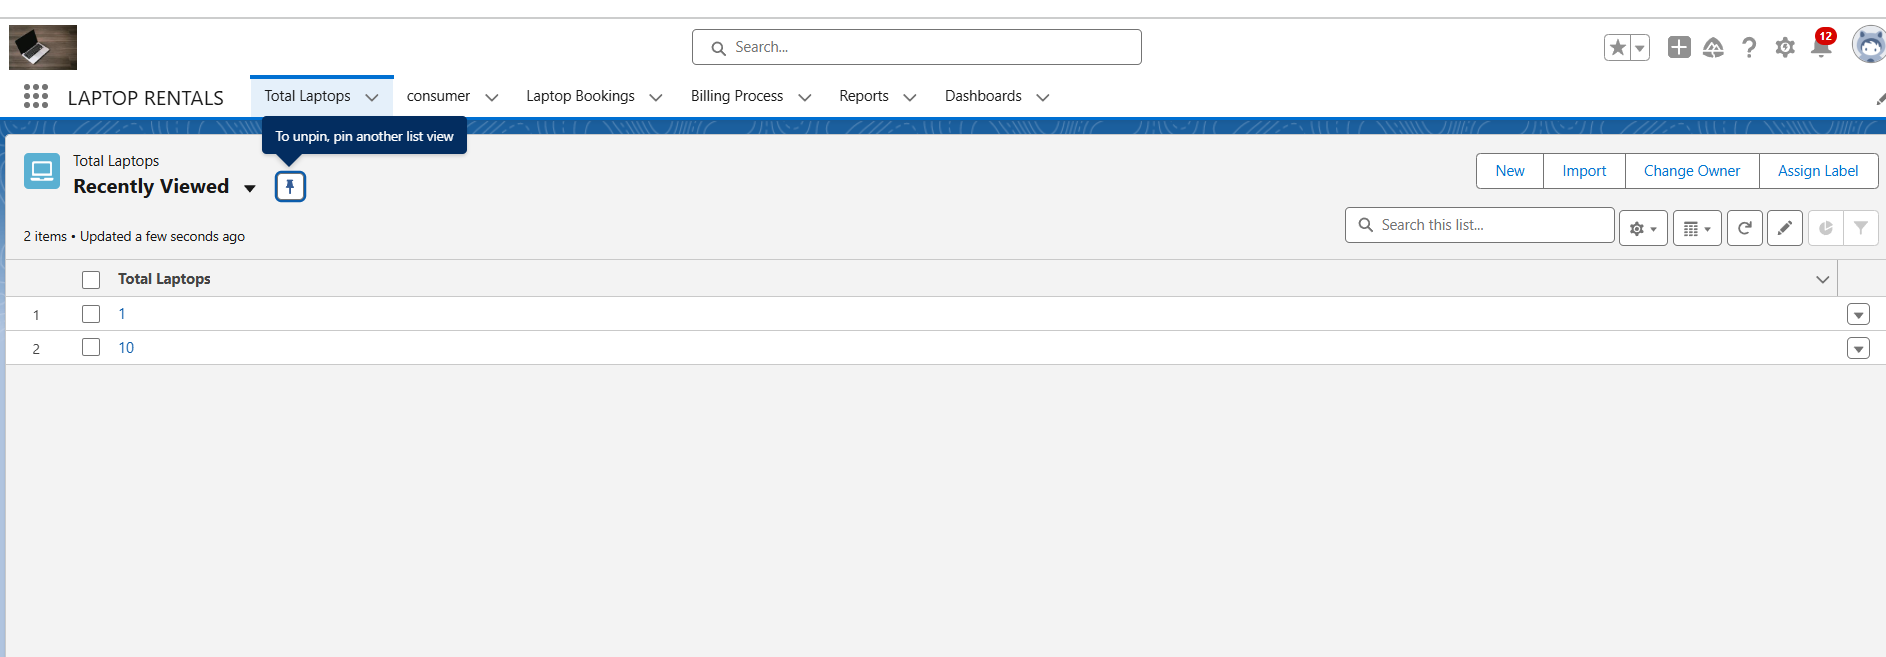 Search...
12
LAPTOP RENTALS
Total Laptops
consumer
Laptop Bookings
Billing Process
Reports
Dashboards
To unpin, pin another list view
Total Laptops
Recently Viewed
New
Import
Change Owner
Assign Label
2 items • Updated a few seconds ago
Search this list...
Total Laptops
1
1
2
10